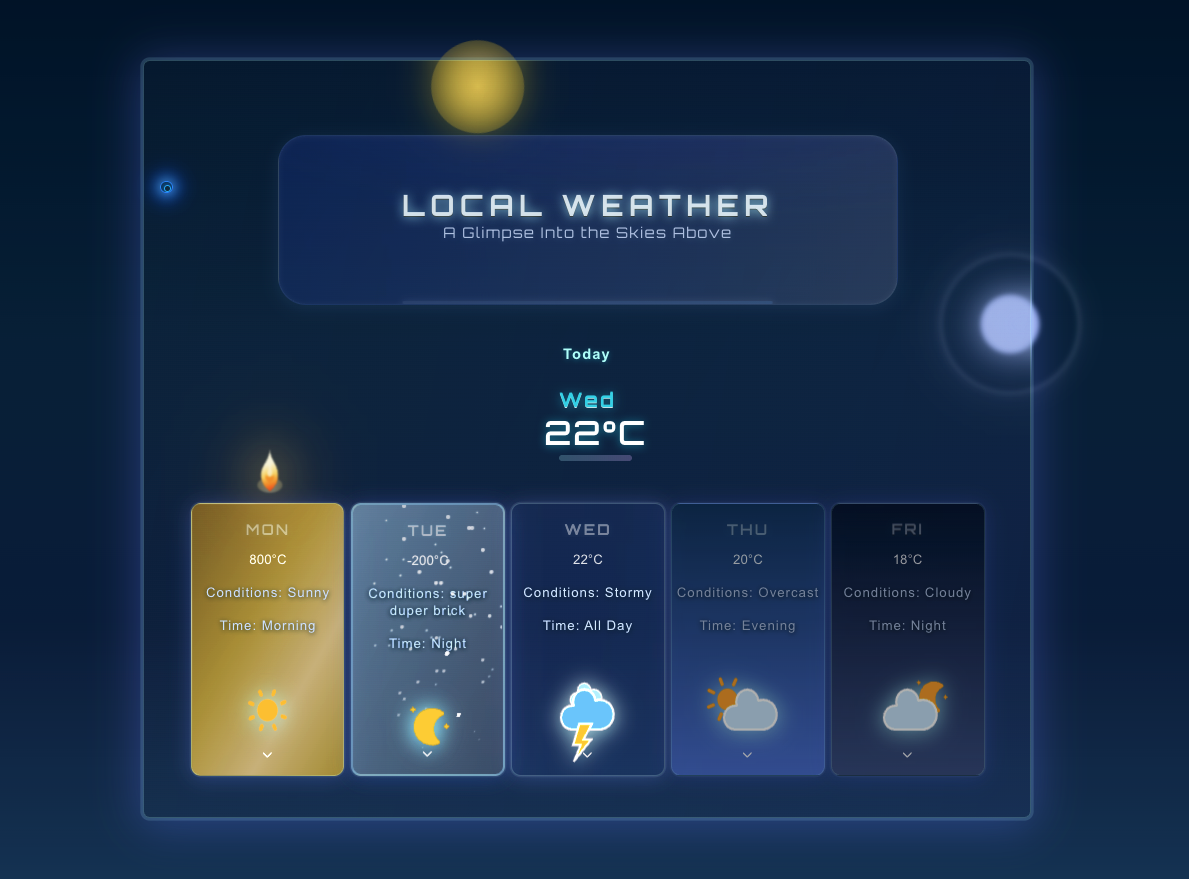 LOCAL WEATHER
A Glimpse Into the Skies Above
Today
Wed
22°C
MON
800°C
Conditions: Sunny
Time: Morning
TUE
-200°C
Conditions: super
duper brick
Time: Night
WED
22°C
Conditions: Stormy
Time: All Day
THU
20°C
Conditions: Overcast
Time: Evening
FRI
18°C
Conditions: Cloudy
Time: Night